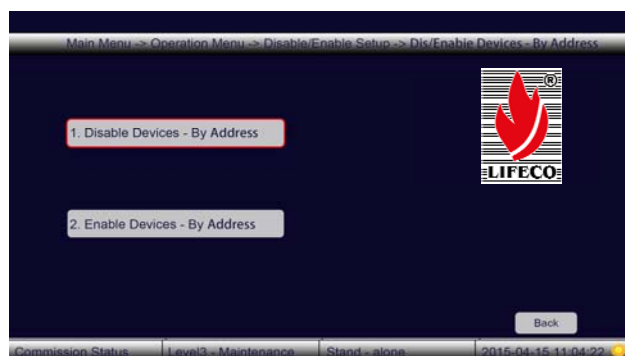 Main Menu -> Operation Menu -> Disable/Enable Setup -> Dis/Enable Devices - By Address
®
1. Disable Devices - By Address
LIFECO
2. Enable Devices - By Address
Back
Commission Status Level3 - Maintenance Stand - alone 2015-04-15 11:04:22